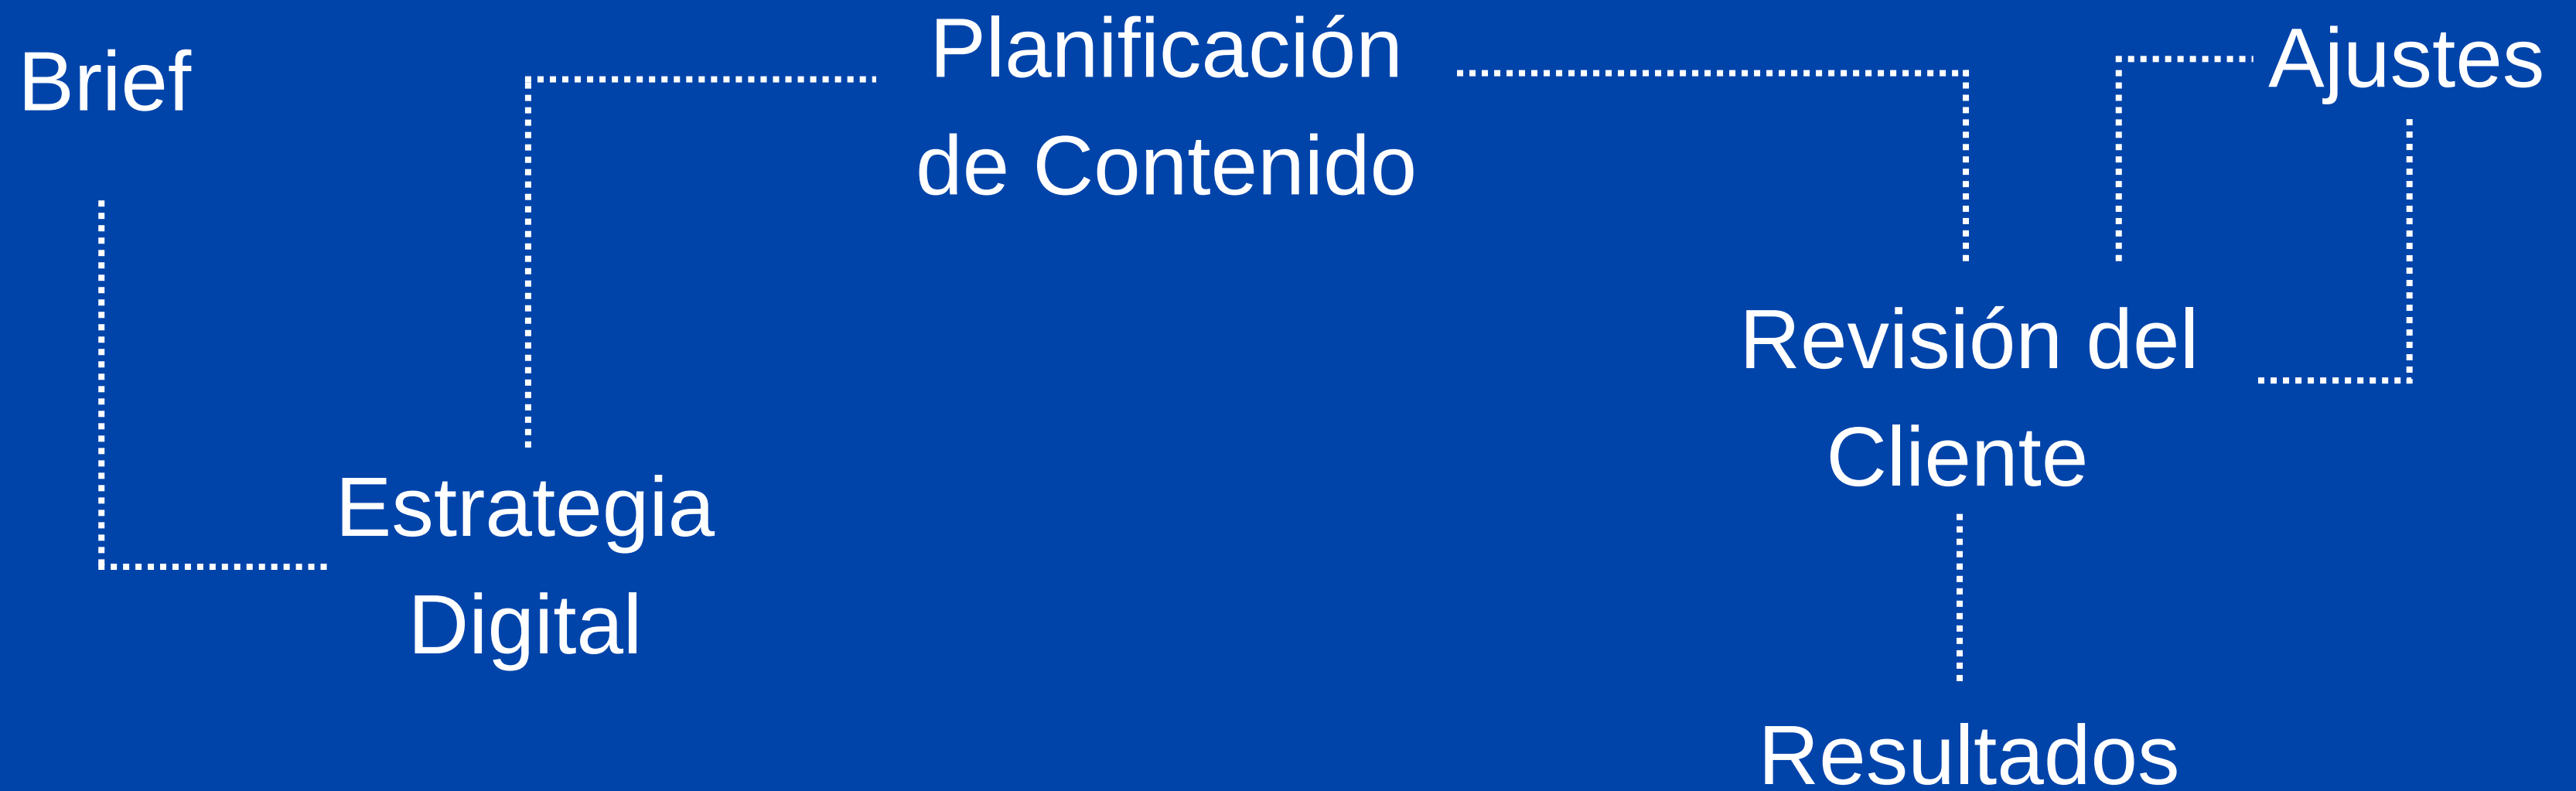 Brief
Estrategia
Digital
Planificación
de Contenido
Revisión del
Cliente
Ajustes
Resultados